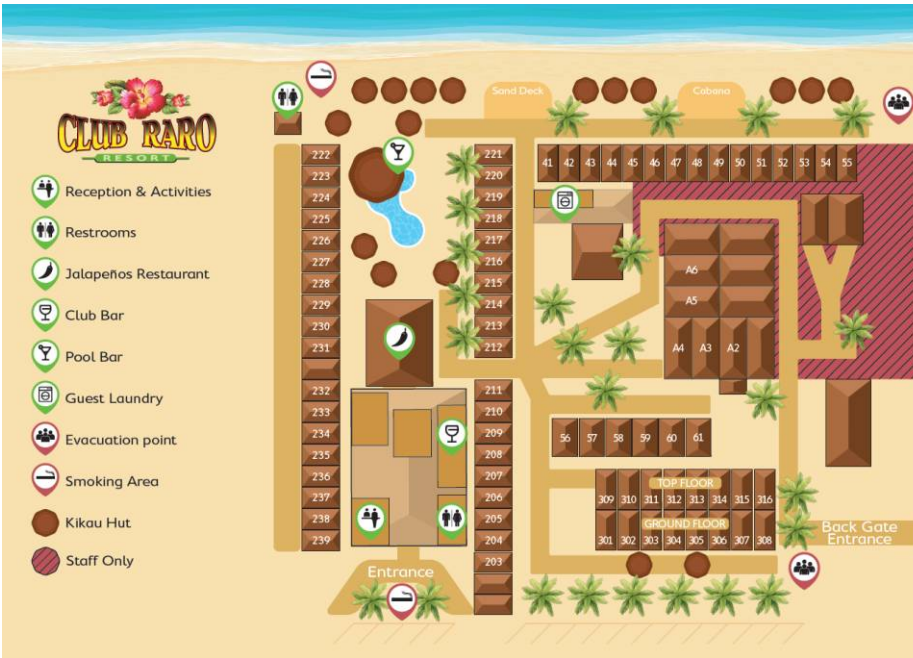 CLUB RARO
RESORT
Reception & Activities
Restrooms
Jalapeños Restaurant
Club Bar
Pool Bar
Guest Laundry
Evacuation point
Smoking Area
Kikau Hut
Staff Only
Sand Deck
Cabana
222
223
224
225
226
227
228
229
230
231
232
233
234
235
236
237
238
239
221
220
219
218
217
216
215
214
213
212
211
210
209
208
207
206
205
204
203
41 42 43 44 45 46 47 48 49 50 51 52 53 54 55
A6
A5
A4 A3 A2
56 57 58 59 60 61
TOP FLOOR
309 310 311 312 313 314 315 316
GROUND FLOOR
301 302 303 304 305 306 307 308
Back Gate
Entrance
Entrance